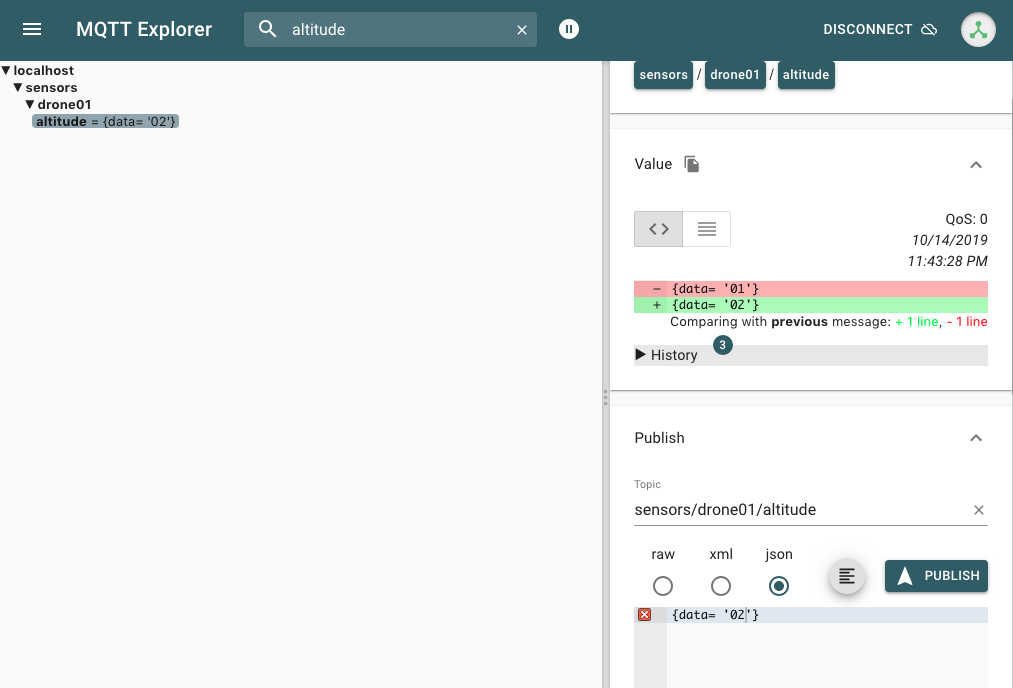 MQTT Explorer
altitude
DISCONNECT
▼ localhost
▼ sensors
▼ drone01
altitude = {data= '02'}
sensors / drone01 / altitude
Value
QoS: 0
10/14/2019
11:43:28 PM
- {data= '01'}
+ {data= '02'}
Comparing with previous message: + 1 line, - 1 line
▶ History 3
Publish
Topic
sensors/drone01/altitude
raw xml json
PUBLISH
{data= '02'}